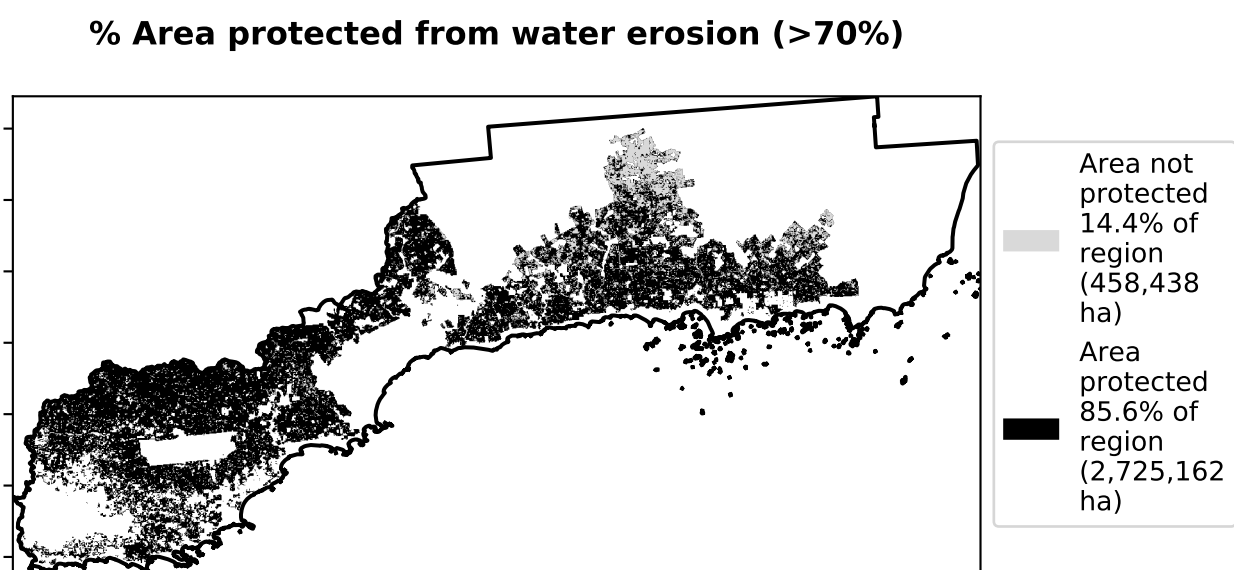 % Area protected from water erosion (>70%)
Area not
protected
14.4% of
region
(458,438
ha)
Area
protected
85.6% of
region
(2,725,162
ha)